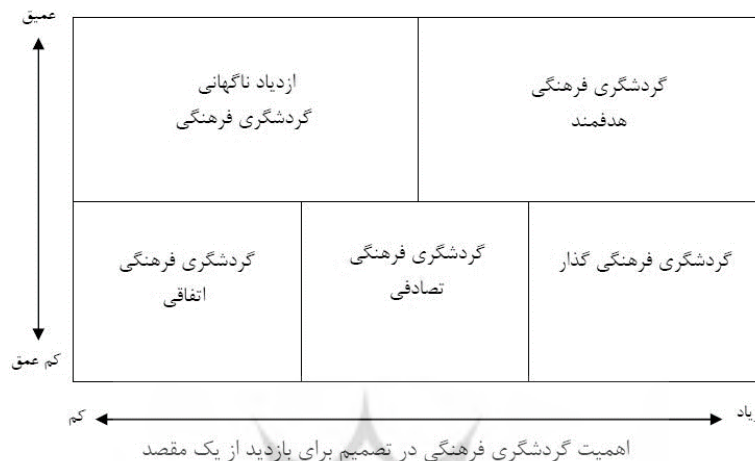 عمیق
گردشگری فرهنگی
هدفمند
ازدیاد ناگهانی
گردشگری فرهنگی
گردشگری فرهنگی گذار
گردشگری فرهنگی
تصادفی
گردشگری فرهنگی
اتفاقی
کم عمق
زیاد
کم
اهمیت گردشگری فرهنگی در تصمیم برای بازدید از یک مقصد